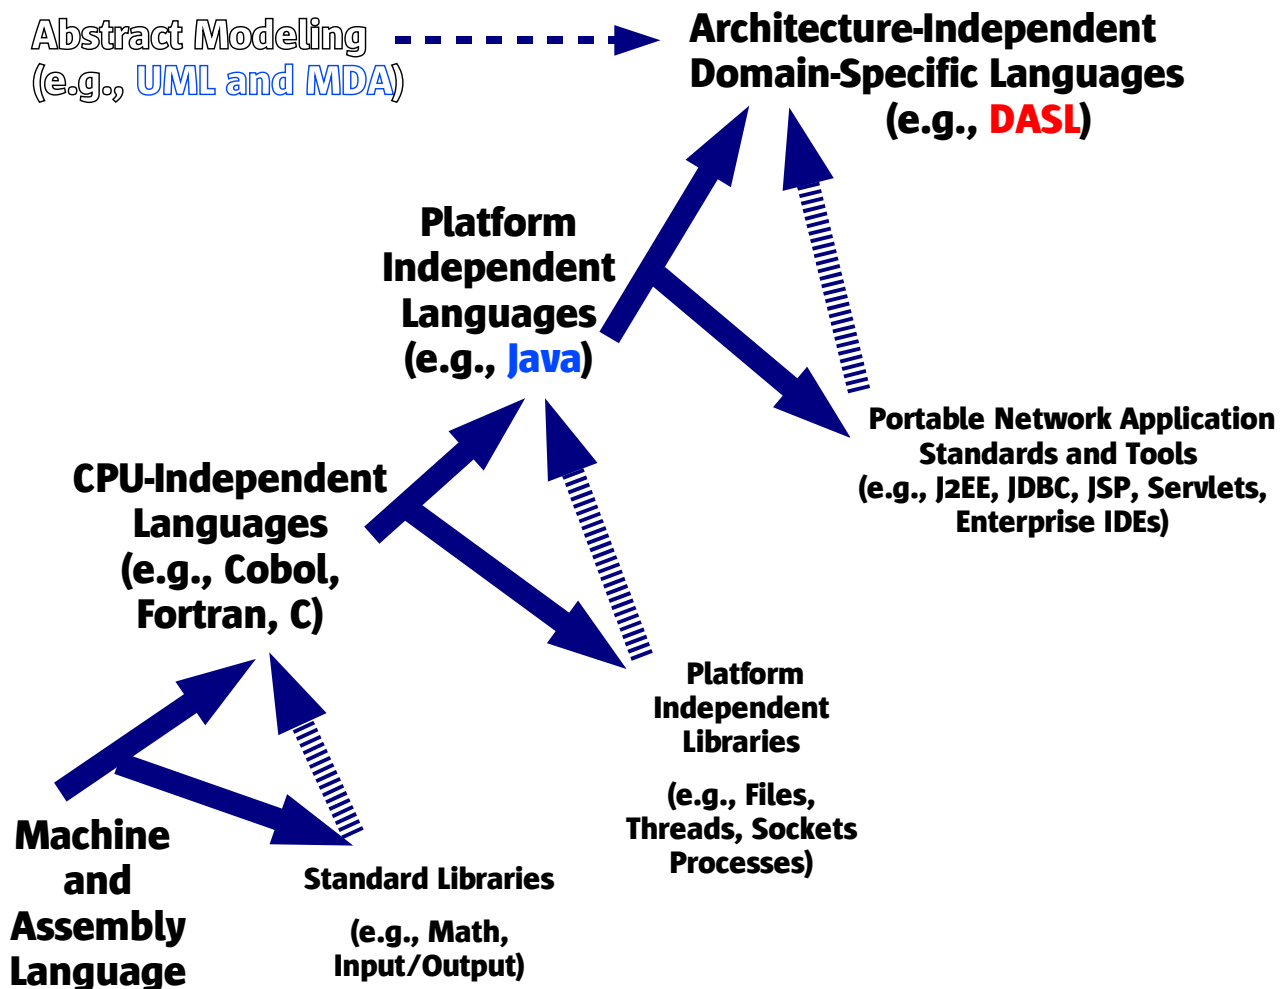 Abstract Modeling
(e.g., UML and MDA)
Architecture-Independent
Domain-Specific Languages
(e.g., DASL)
Platform
Independent
Languages
(e.g., Java)
Portable Network Application
Standards and Tools
(e.g., J2EE, JDBC, JSP, Servlets,
Enterprise IDEs)
CPU-Independent
Languages
(e.g., Cobol,
Fortran, C)
Platform
Independent
Libraries
(e.g., Files,
Threads, Sockets
Processes)
Machine
and
Assembly
Language
Standard Libraries
(e.g., Math,
Input/Output)